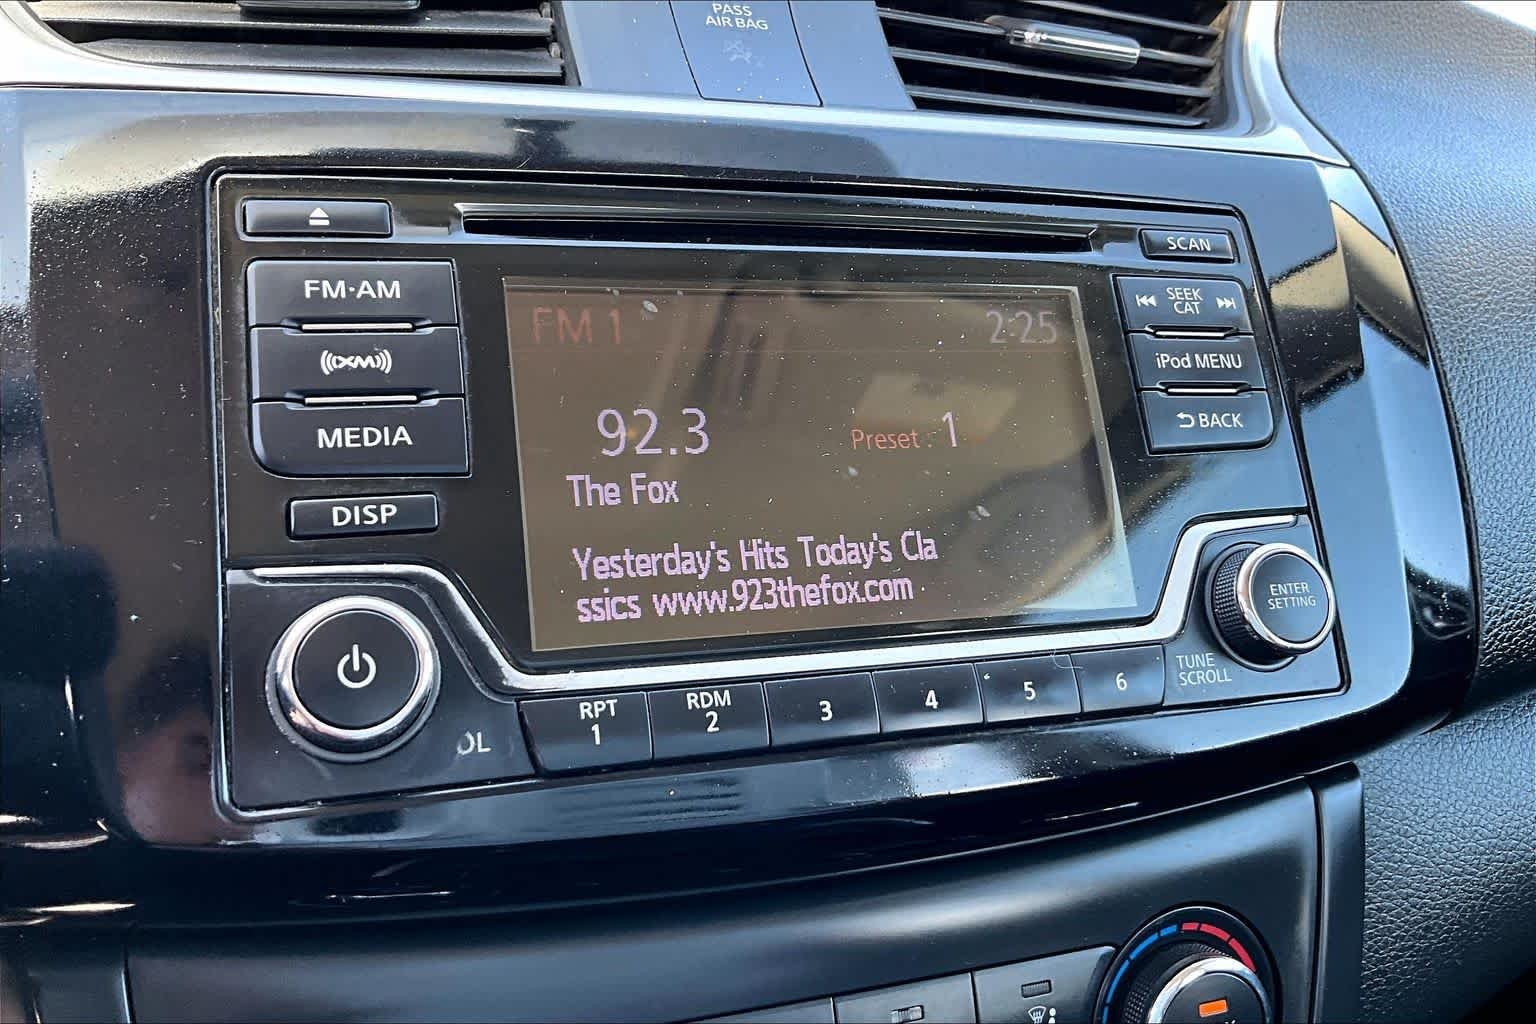 PASS
AIR BAG
SCAN
FM·AM
SEEK
CAT
FM 1
2:25
((XM))
iPod MENU
92.3
Preset : 1
MEDIA
BACK
The Fox
DISP
Yesterday's Hits Today's Cla
ssics www.923thefox.com
ENTER
SETTING
TUNE
SCROLL
OL
RPT
1
RDM
2
3
4
5
6